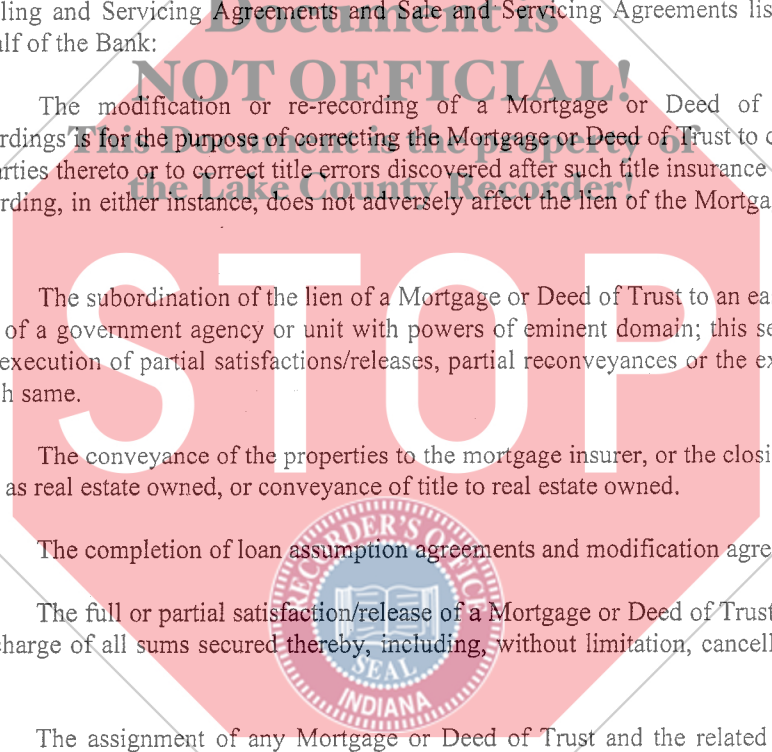 ling and Servicing Agreements and Sale and Servicing Agreements lis
Document is
lf of the Bank:
NOT OFFICIAL!
The modification or re-recording of a Mortgage or Deed of
rdings is for the purpose of correcting the Mortgage or Deed of Trust to c
This Document is the property of
rties thereto or to correct title errors discovered after such title insurance
the Lake County Recorder!
rding, in either instance, does not adversely affect the lien of the Mortga
STOP
The subordination of the lien of a Mortgage or Deed of Trust to an ea
of a government agency or unit with powers of eminent domain; this se
execution of partial satisfactions/releases, partial reconveyances or the ex
h same.
The conveyance of the properties to the mortgage insurer, or the closi
as real estate owned, or conveyance of title to real estate owned.
RECORDER'S OFFICE
The completion of loan assumption agreements and modification agre
The full or partial satisfaction/release of a Mortgage or Deed of Trust
charge of all sums secured thereby, including, without limitation, cancell
SEAL
INDIANA
The assignment of any Mortgage or Deed of Trust and the related